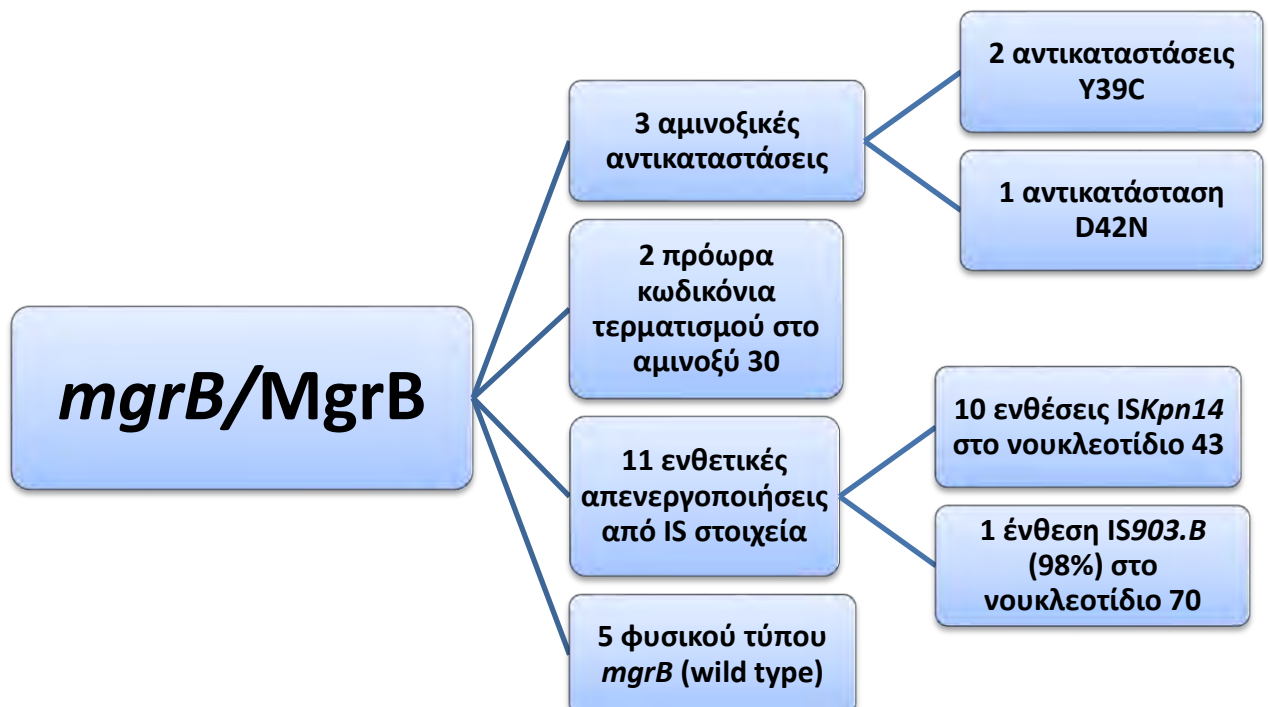 mgrB/MgrB
3 αμινοξικές
αντικαταστάσεις
2 αντικαταστάσεις
Y39C
1 αντικατάσταση
D42N
2 πρόωρα
κωδικόνια
τερματισμού στο
αμινοξύ 30
11 ενθετικές
απενεργοποιήσεις
από IS στοιχεία
10 ενθέσεις ISKpn14
στο νουκλεοτίδιο 43
1 ένθεση IS903.B
(98%) στο
νουκλεοτίδιο 70
5 φυσικού τύπου
mgrB (wild type)